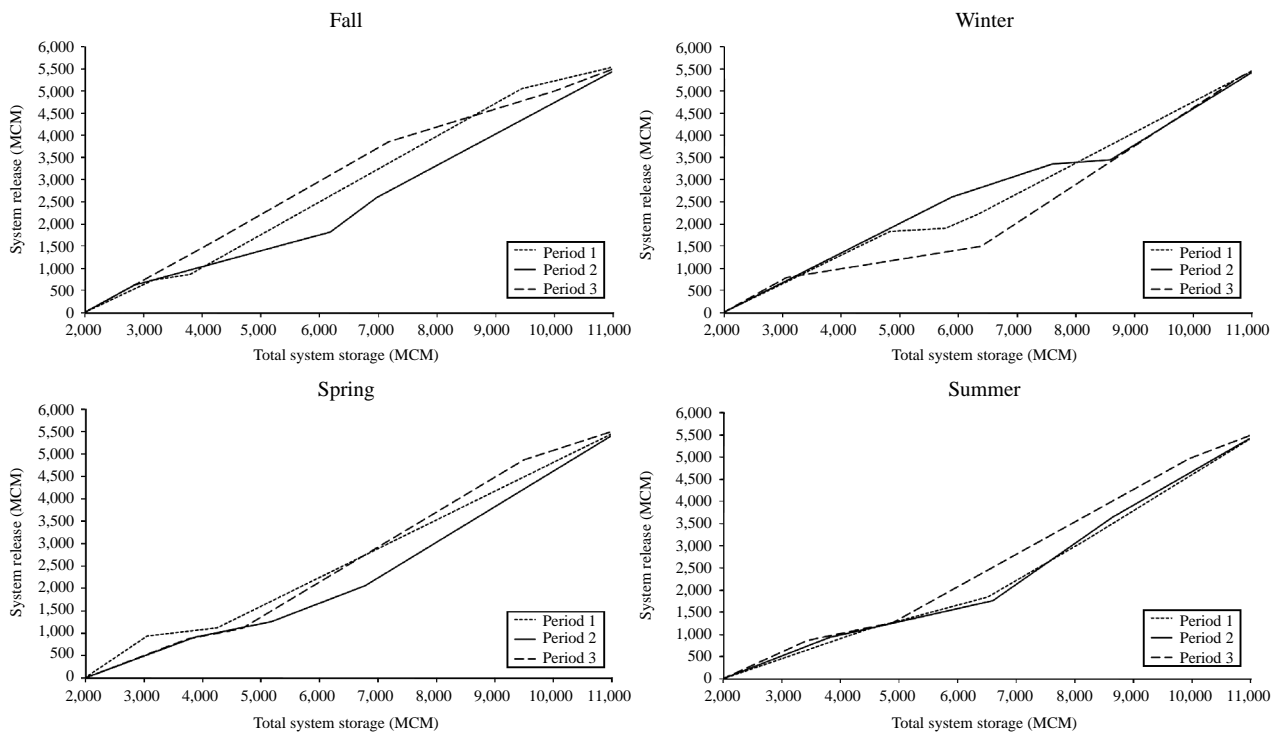 Fall
System release (MCM)
6,000
5,500
5,000
4,500
4,000
3,500
3,000
2,500
2,000
1,500
1,000
500
0
Period 1
Period 2
Period 3
2,000 3,000 4,000 5,000 6,000 7,000 8,000 9,000 10,000 11,000
Total system storage (MCM)
Winter
System release (MCM)
6,000
5,500
5,000
4,500
4,000
3,500
3,000
2,500
2,000
1,500
1,000
500
0
Period 1
Period 2
Period 3
2,000 3,000 4,000 5,000 6,000 7,000 8,000 9,000 10,000 11,000
Total system storage (MCM)
Spring
System release (MCM)
6,000
5,500
5,000
4,500
4,000
3,500
3,000
2,500
2,000
1,500
1,000
500
0
Period 1
Period 2
Period 3
2,000 3,000 4,000 5,000 6,000 7,000 8,000 9,000 10,000 11,000
Total system storage (MCM)
Summer
System release (MCM)
6,000
5,500
5,000
4,500
4,000
3,500
3,000
2,500
2,000
1,500
1,000
500
0
Period 1
Period 2
Period 3
2,000 3,000 4,000 5,000 6,000 7,000 8,000 9,000 10,000 11,000
Total system storage (MCM)